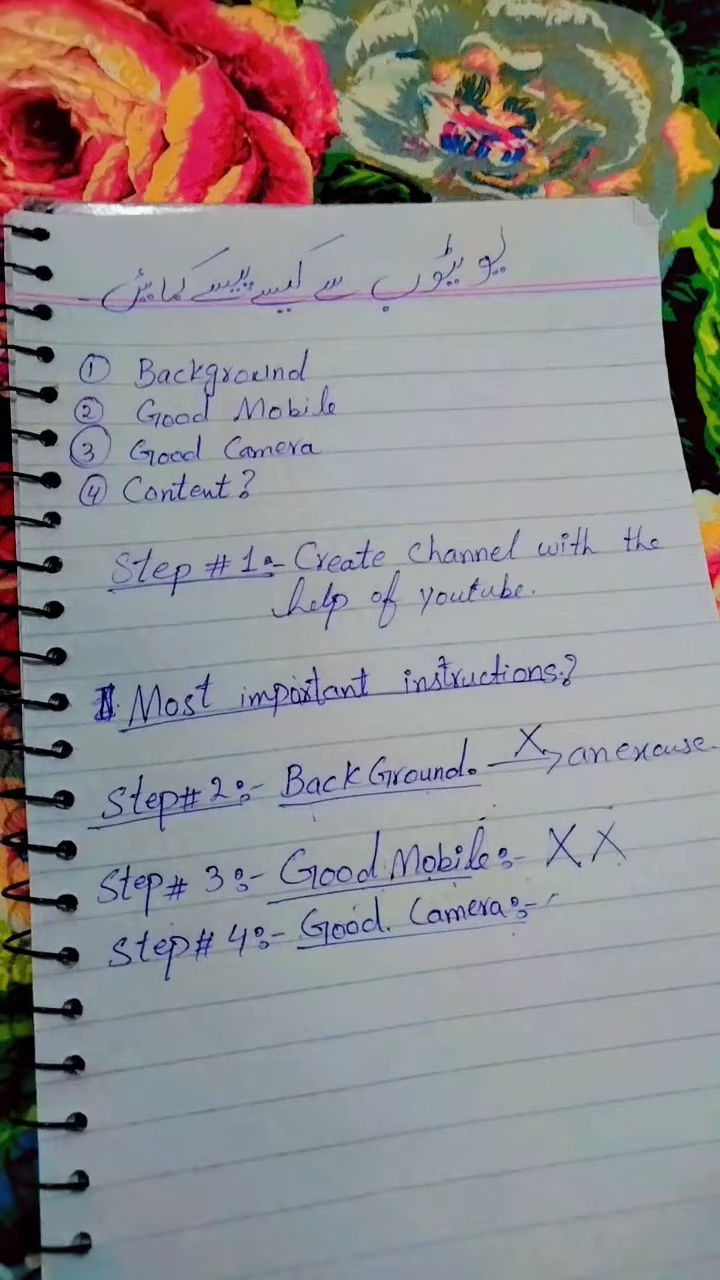 یوٹیوب سے کیسے پیسے کمائیں۔
① Background
② Good Mobile
③ Good Camera
④ Content?
Step # 1:- Create channel with the
help of youtube.
Most important instructions:?
Step# 2:- BackGround. X → an excuse.
Step# 3:- Good Mobile:- X X
Step# 4:- Good. Camera:-